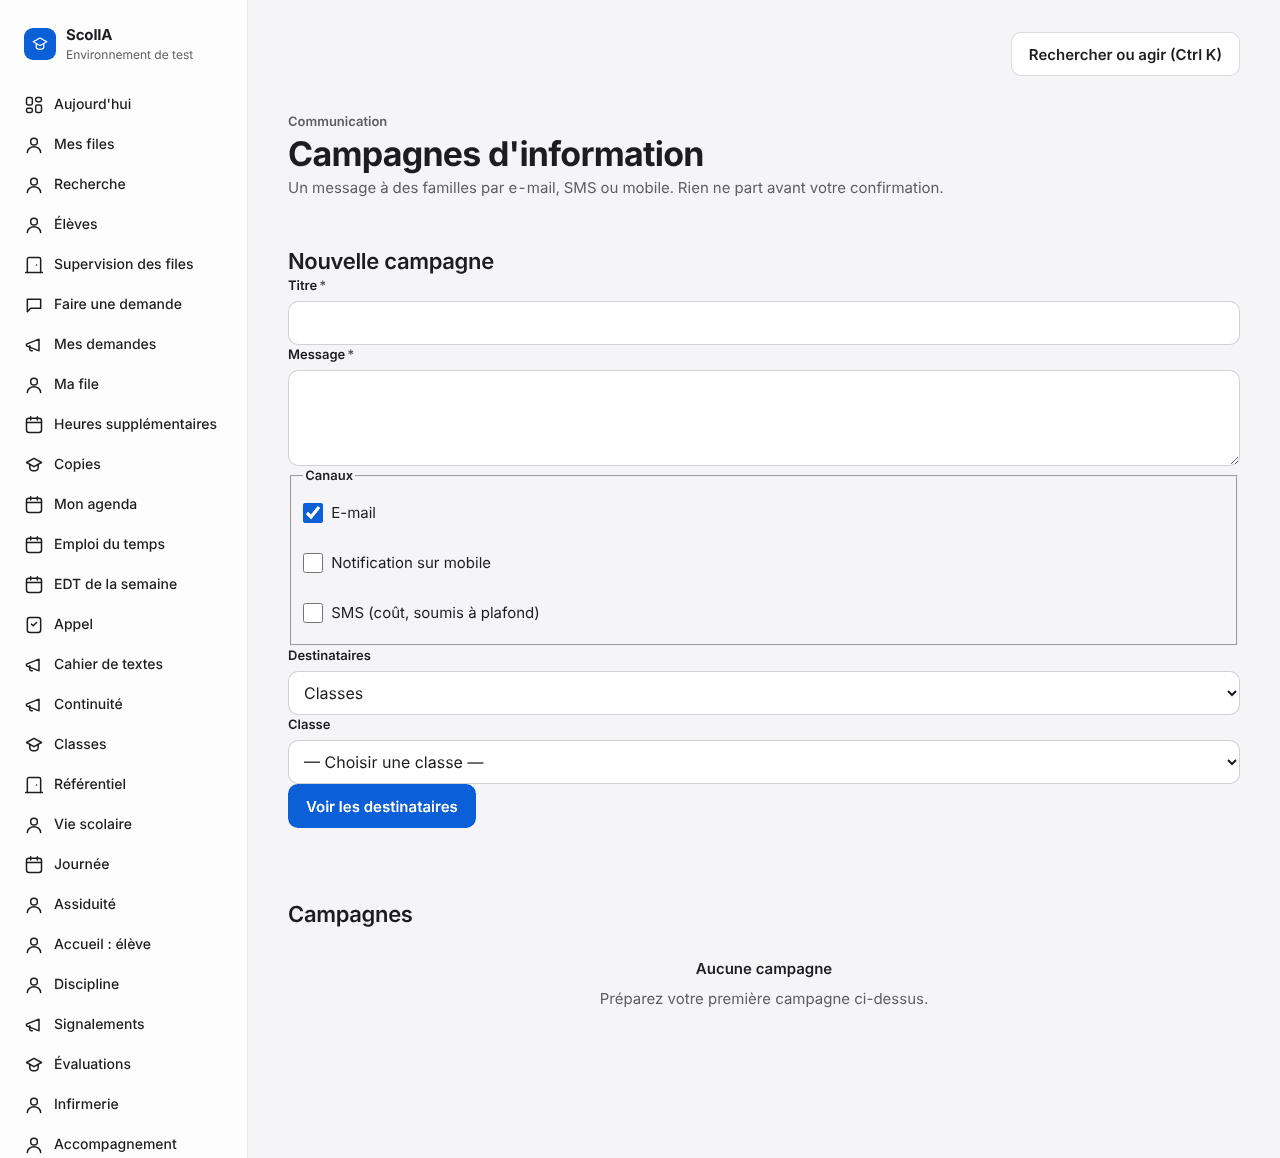 ScolIA
Environnement de test
Aujourd'hui
Mes files
Recherche
Élèves
Supervision des files
Faire une demande
Mes demandes
Ma file
Heures supplémentaires
Copies
Mon agenda
Emploi du temps
EDT de la semaine
Appel
Cahier de textes
Continuité
Classes
Référentiel
Vie scolaire
Journée
Assiduité
Accueil : élève
Discipline
Signalements
Évaluations
Infirmerie
Accompagnement
Rechercher ou agir (Ctrl K)
Communication
Campagnes d'information
Un message à des familles par e-mail, SMS ou mobile. Rien ne part avant votre confirmation.
Nouvelle campagne
Titre *
Message *
Canaux
E-mail
Notification sur mobile
SMS (coût, soumis à plafond)
Destinataires
Classes
Classe
— Choisir une classe —
Voir les destinataires
Campagnes
Aucune campagne
Préparez votre première campagne ci-dessus.